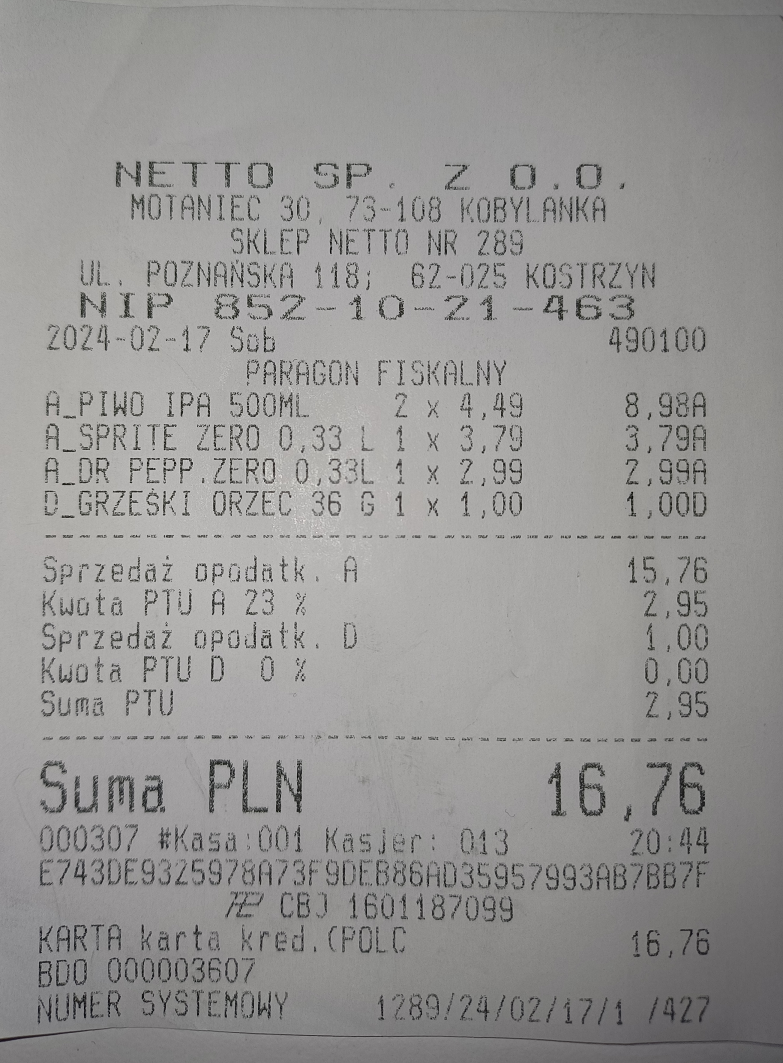 NETTO SP. Z O.O.
MOTANIEC 30, 73-108 KOBYLANKA
SKLEP NETTO NR 289
UL. POZNAŃSKA 118; 62-025 KOSTRZYN
NIP 852-10-21-463
2024-02-17 Sob 490100
PARAGON FISKALNY
A_PIWO IPA 500ML 2 x 4,49 8,98A
A_SPRITE ZERO 0,33 L 1 x 3,79 3,79A
A_DR PEPP.ZERO 0,33L 1 x 2,99 2,99A
D_GRZEŚKI ORZEC 36 G 1 x 1,00 1,00D
Sprzedaż opodatk. A 15,76
Kwota PTU A 23 % 2,95
Sprzedaż opodatk. D 1,00
Kwota PTU D 0 % 0,00
Suma PTU 2,95
Suma PLN 16,76
000307 #Kasa:001 Kasjer: 013 20:44
E743DE9325978A73F9DEB86AD35957993AB7BB7F
CBJ 1601187099
KARTA karta kred.(POLC 16,76
BDO 000003607
NUMER SYSTEMOWY 1289/24/02/17/1 /427